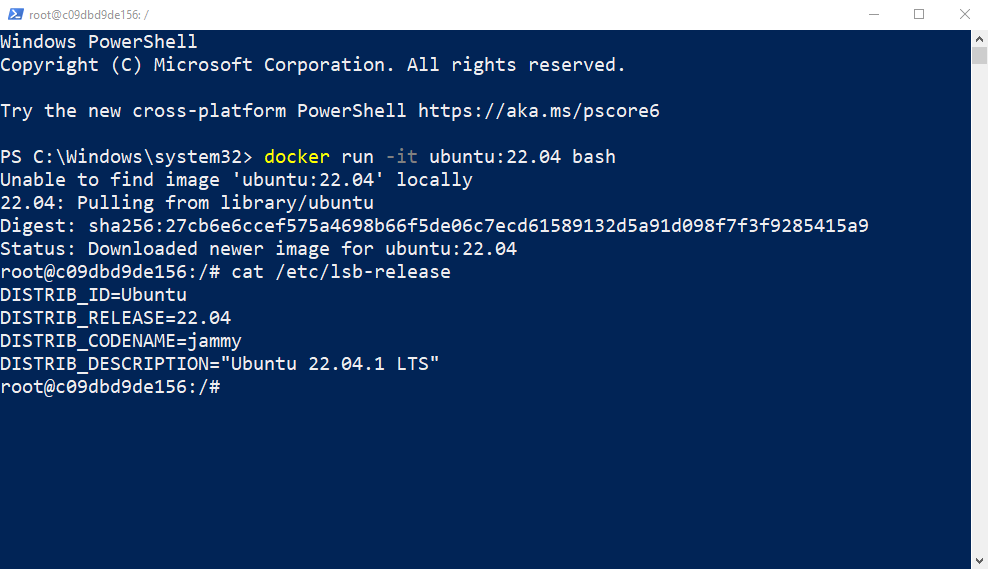 root@c09dbd9de156: /
Windows PowerShell
Copyright (C) Microsoft Corporation. All rights reserved.
Try the new cross-platform PowerShell https://aka.ms/pscore6
PS C:\Windows\system32> docker run -it ubuntu:22.04 bash
Unable to find image 'ubuntu:22.04' locally
22.04: Pulling from library/ubuntu
Digest: sha256:27cb6e6ccef575a4698b66f5de06c7ecd61589132d5a91d098f7f3f9285415a9
Status: Downloaded newer image for ubuntu:22.04
root@c09dbd9de156:/# cat /etc/lsb-release
DISTRIB_ID=Ubuntu
DISTRIB_RELEASE=22.04
DISTRIB_CODENAME=jammy
DISTRIB_DESCRIPTION="Ubuntu 22.04.1 LTS"
root@c09dbd9de156:/#